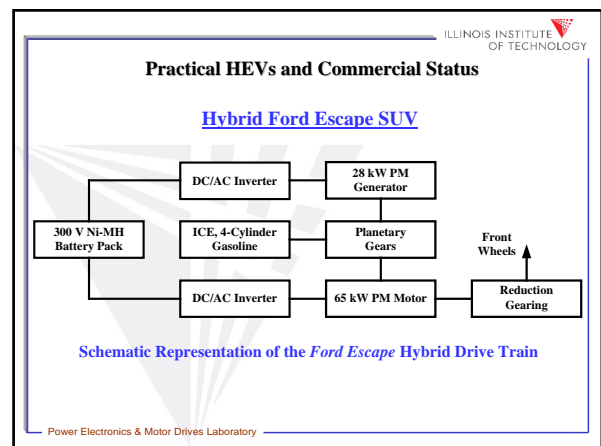 ILLINOIS INSTITUTE
OF TECHNOLOGY
Practical HEVs and Commercial Status
Hybrid Ford Escape SUV
DC/AC Inverter
28 kW PM
Generator
300 V Ni-MH
Battery Pack
ICE, 4-Cylinder
Gasoline
Planetary
Gears
Front
Wheels
DC/AC Inverter
65 kW PM Motor
Reduction
Gearing
Schematic Representation of the Ford Escape Hybrid Drive Train
Power Electronics & Motor Drives Laboratory